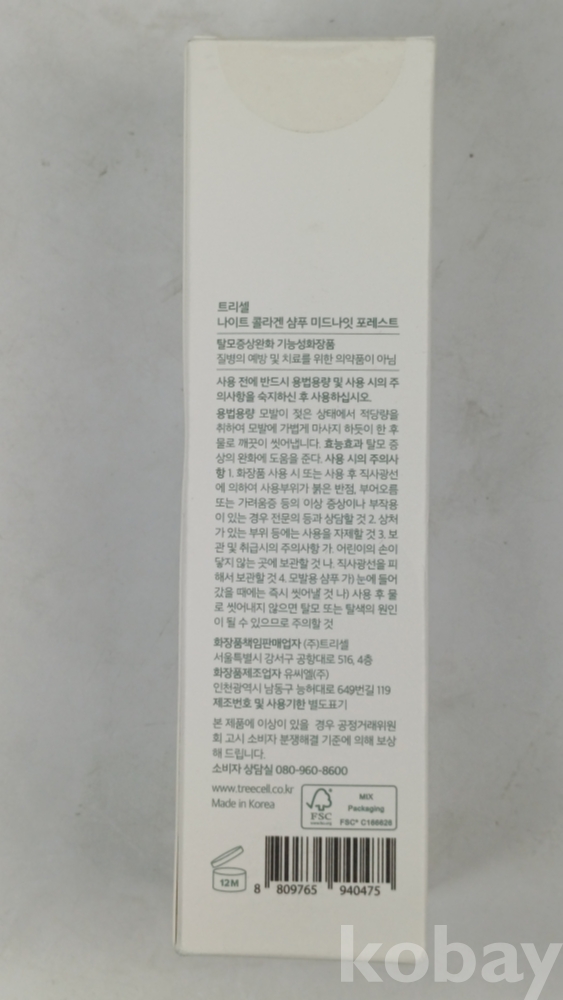 트리셀
나이트 콜라겐 샴푸 미드나잇 포레스트
탈모증상완화 기능성화장품
질병의 예방 및 치료를 위한 의약품이 아님
사용 전에 반드시 용법용량 및 사용 시의 주
의사항을 숙지하신 후 사용하십시오.
용법용량 모발이 젖은 상태에서 적당량을
취하여 모발에 가볍게 마사지 하듯이 한 후
물로 깨끗이 씻어냅니다. 효능효과 탈모 증
상의 완화에 도움을 준다. 사용 시의 주의사
항 1. 화장품 사용 시 또는 사용 후 직사광선
에 의하여 사용부위가 붉은 반점, 부어오름
또는 가려움증 등의 이상 증상이나 부작용
이 있는 경우 전문의 등과 상담할 것 2. 상처
가 있는 부위 등에는 사용을 자제할 것 3. 보
관 및 취급시의 주의사항 가. 어린이의 손이
닿지 않는 곳에 보관할 것 나. 직사광선을 피
해서 보관할 것 4. 모발용 샴푸 가) 눈에 들어
갔을 때에는 즉시 씻어낼 것 나) 사용 후 물
로 씻어내지 않으면 탈모 또는 탈색의 원인
이 될 수 있으므로 주의할 것
화장품책임판매업자 (주)트리셀
서울특별시 강서구 공항대로 516, 4층
화장품제조업자 유씨엘(주)
인천광역시 남동구 능허대로 649번길 119
제조번호 및 사용기한 별도표기
본 제품에 이상이 있을 경우 공정거래위원
회 고시 소비자 분쟁해결 기준에 의해 보상
해 드립니다.
소비자 상담실 080-960-8600
www.treecell.co.kr
Made in Korea
FSC
MIX
Packaging
FSC® C166626
12M
8 809765 940475
kobay